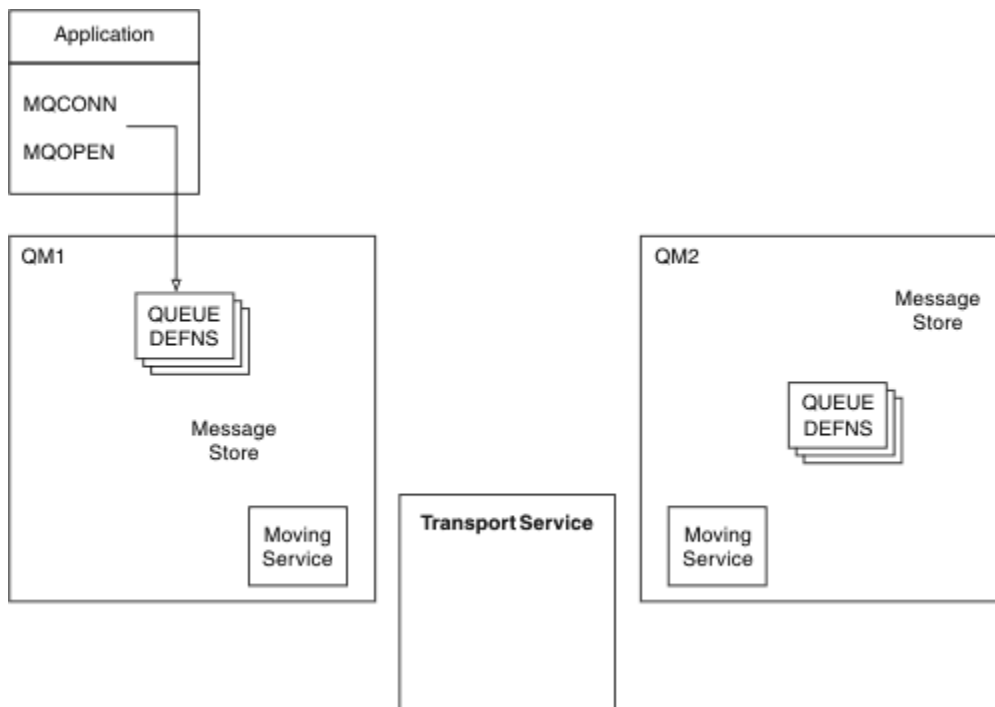 Application
MQCONN
MQOPEN
QM1
QUEUE
DEFNS
Message
Store
Moving
Service
Transport Service
QM2
Message
Store
QUEUE
DEFNS
Moving
Service